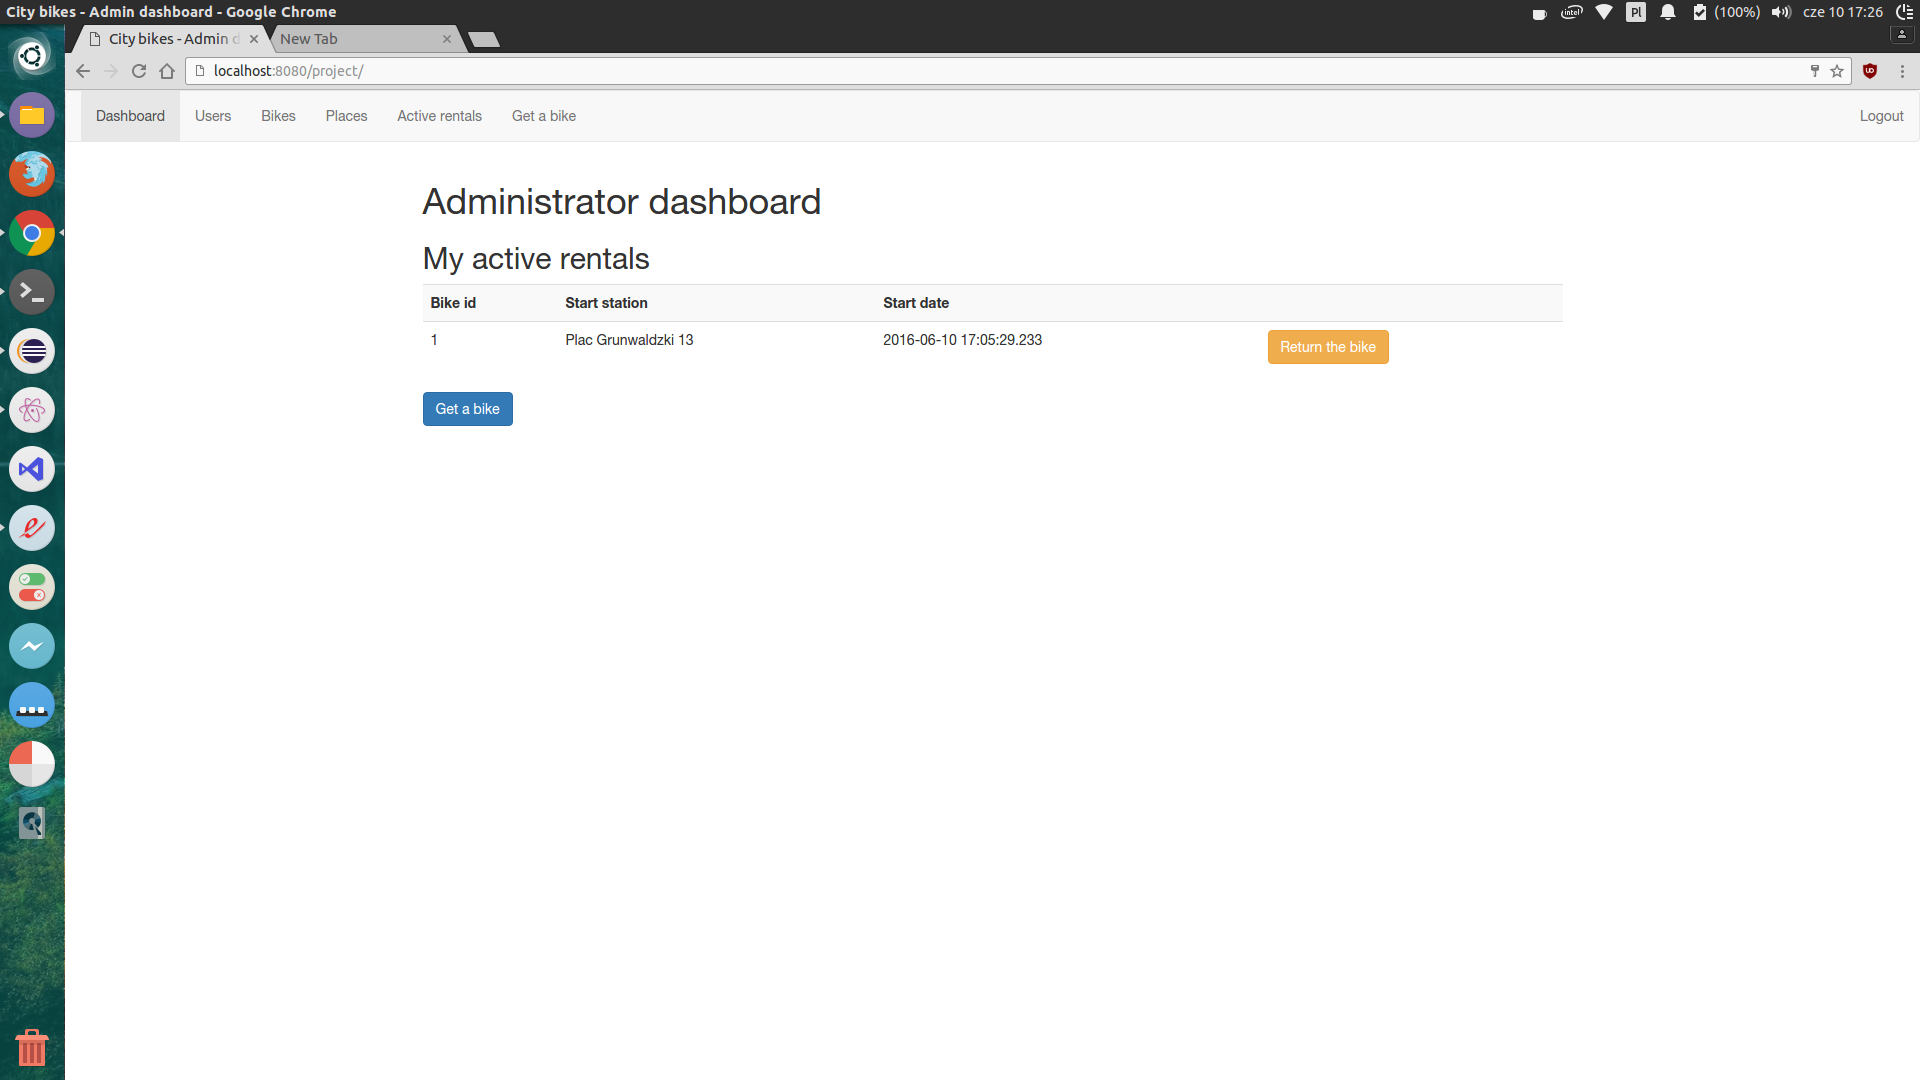 City bikes - Admin dashboard - Google Chrome
intel Pl (100%) cze 10 17:26
City bikes - Admin d New Tab
localhost:8080/project/
Dashboard Users Bikes Places Active rentals Get a bike Logout
Administrator dashboard
My active rentals
Bike id Start station Start date
1 Plac Grunwaldzki 13 2016-06-10 17:05:29.233 Return the bike
Get a bike